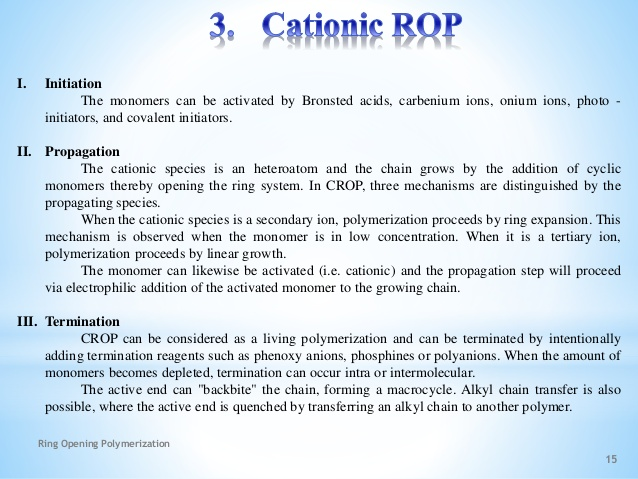 3. Cationic ROP
I. Initiation
The monomers can be activated by Bronsted acids, carbenium ions, onium ions, photo -
initiators, and covalent initiators.
II. Propagation
The cationic species is an heteroatom and the chain grows by the addition of cyclic
monomers thereby opening the ring system. In CROP, three mechanisms are distinguished by the
propagating species.
When the cationic species is a secondary ion, polymerization proceeds by ring expansion. This
mechanism is observed when the monomer is in low concentration. When it is a tertiary ion,
polymerization proceeds by linear growth.
The monomer can likewise be activated (i.e. cationic) and the propagation step will proceed
via electrophilic addition of the activated monomer to the growing chain.
III. Termination
CROP can be considered as a living polymerization and can be terminated by intentionally
adding termination reagents such as phenoxy anions, phosphines or polyanions. When the amount of
monomers becomes depleted, termination can occur intra or intermolecular.
The active end can "backbite" the chain, forming a macrocycle. Alkyl chain transfer is also
possible, where the active end is quenched by transferring an alkyl chain to another polymer.
Ring Opening Polymerization
15